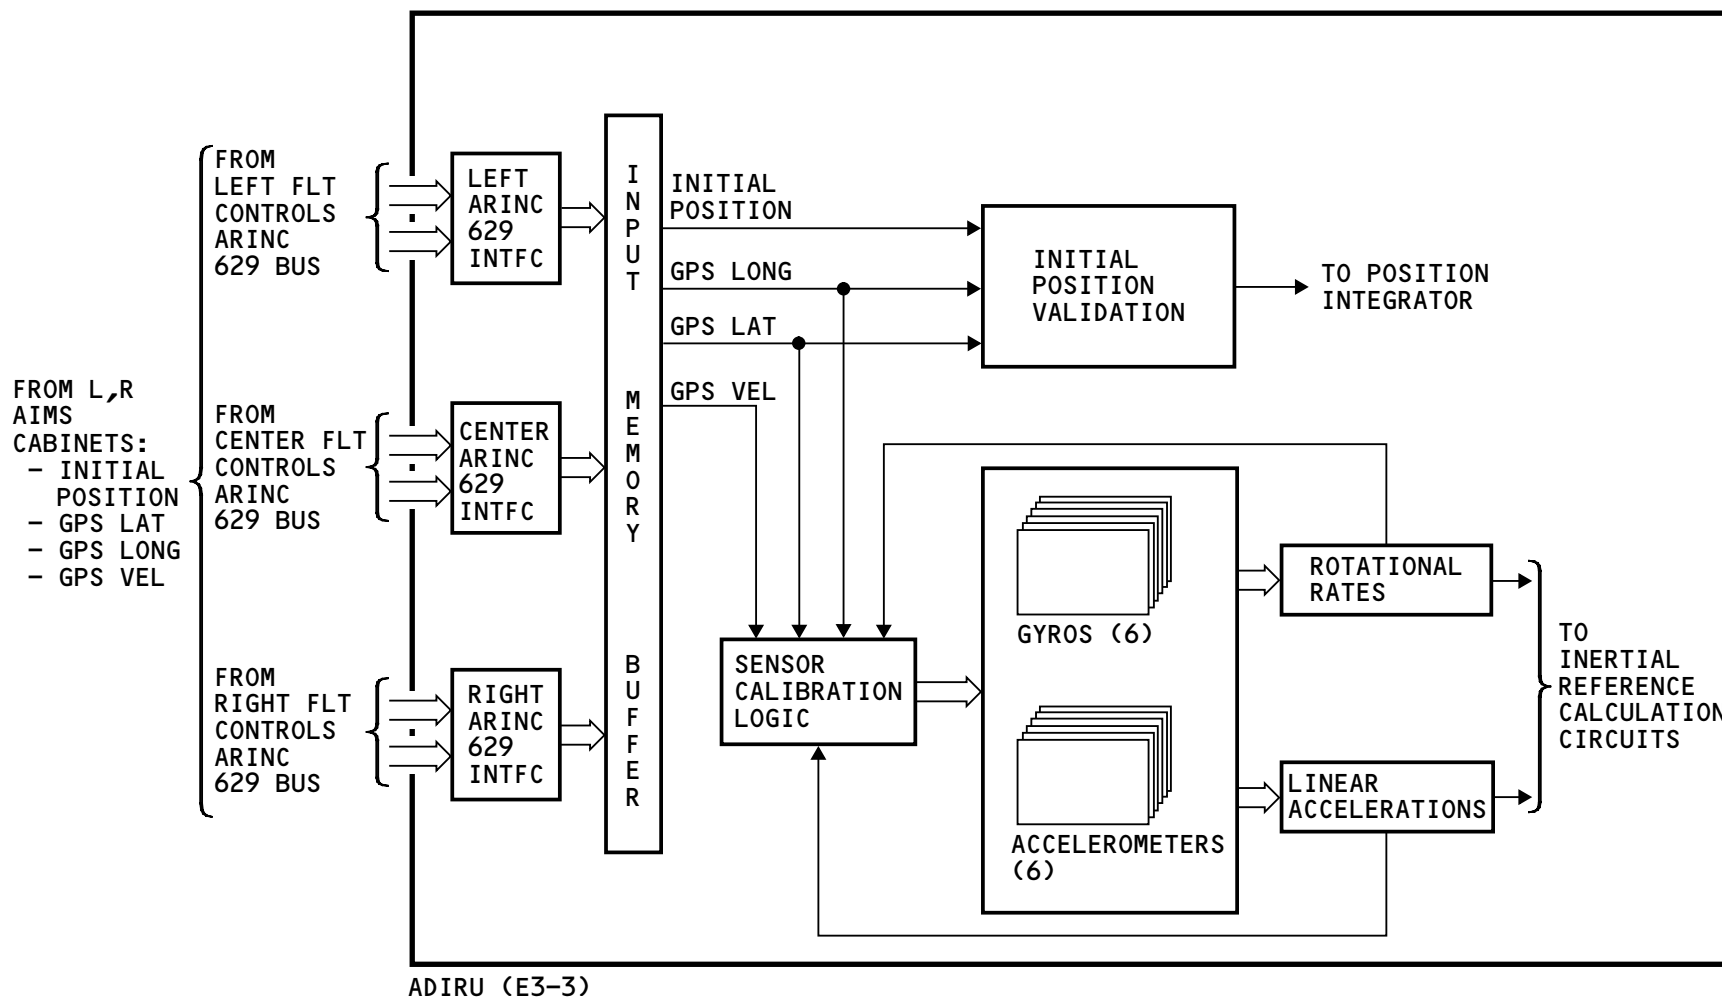 FROM L,R
AIMS
CABINETS:
- INITIAL
POSITION
- GPS LAT
- GPS LONG
- GPS VEL
FROM
LEFT FLT
CONTROLS
ARINC
629 BUS
FROM
CENTER FLT
CONTROLS
ARINC
629 BUS
FROM
RIGHT FLT
CONTROLS
ARINC
629 BUS
LEFT
ARINC
629
INTFC
CENTER
ARINC
629
INTFC
RIGHT
ARINC
629
INTFC
INPUT
MEMORY
BUFFER
INITIAL
POSITION
GPS LONG
GPS LAT
GPS VEL
INITIAL
POSITION
VALIDATION
TO POSITION
INTEGRATOR
SENSOR
CALIBRATION
LOGIC
GYROS (6)
ACCELEROMETERS
(6)
ROTATIONAL
RATES
LINEAR
ACCELERATIONS
TO
INERTIAL
REFERENCE
CALCULATION
CIRCUITS
ADIRU (E3-3)